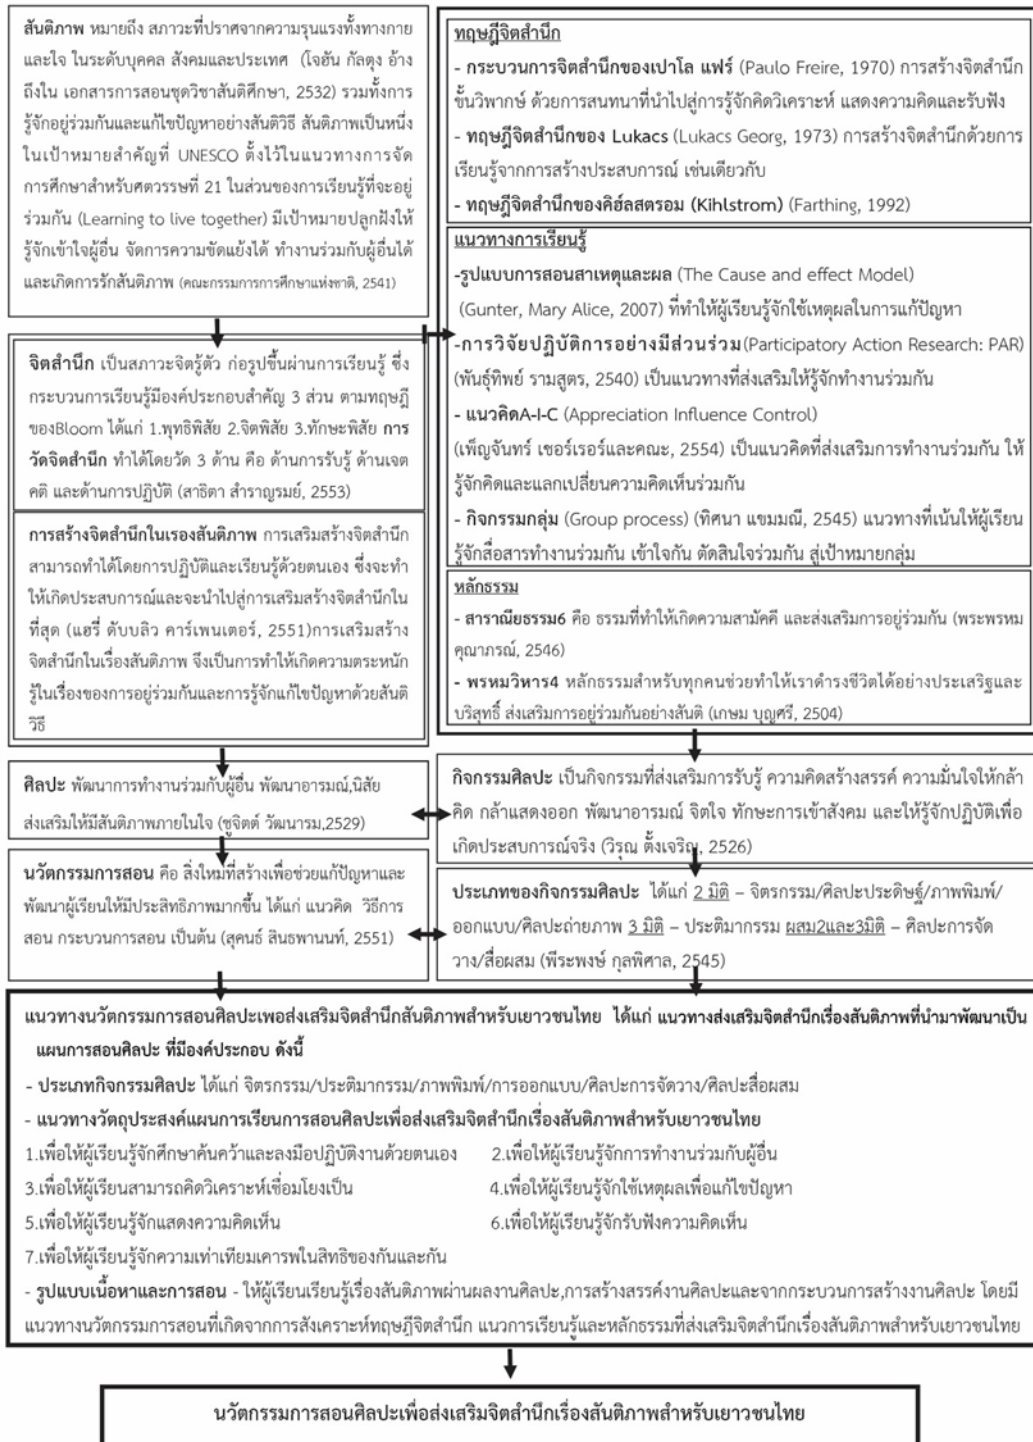 สันติภาพ หมายถึง สภาวะที่ปราศจากความรุนแรงทั้งทางกาย
และใจ ในระดับบุคคล สังคมและประเทศ (โจฮัน กัลตุง อ้าง
ถึงใน เอกสารการสอนชุดวิชาสันติศึกษา, 2532) รวมทั้งการ
รู้จักอยู่ร่วมกันและแก้ไขปัญหาอย่างสันติวิธี สันติภาพเป็นหนึ่ง
ในเป้าหมายสำคัญที่ UNESCO ตั้งไว้ในแนวทางการจัด
การศึกษาสำหรับศตวรรษที่ 21 ในส่วนของการเรียนรู้ที่จะอยู่
ร่วมกัน (Learning to live together) มีเป้าหมายปลูกฝังให้
รู้จักเข้าใจผู้อื่น จัดการความขัดแย้งได้ ทำงานร่วมกับผู้อื่นได้
และเกิดการรักสันติภาพ (คณะกรรมการการศึกษาแห่งชาติ, 2541)
จิตสำนึก เป็นสภาวะจิตรู้ตัว ก่อรูปขึ้นผ่านการเรียนรู้ ซึ่ง
กระบวนการเรียนรู้มีองค์ประกอบสำคัญ 3 ส่วน ตามทฤษฎี
ของBloom ได้แก่ 1.พุทธิพิสัย 2.จิตพิสัย 3.ทักษะพิสัย การ
วัดจิตสำนึก ทำได้โดยวัด 3 ด้าน คือ ด้านการรับรู้ ด้านเจต
คติ และด้านการปฏิบัติ (สาธิตา สำราญรมย์, 2553)
การสร้างจิตสำนึกในเรองสันติภาพ การเสริมสร้างจิตสำนึก
สามารถทำได้โดยการปฏิบัติและเรียนรู้ด้วยตนเอง ซึ่งจะทำ
ให้เกิดประสบการณ์และจะนำไปสู่การเสริมสร้างจิตสำนึกใน
ที่สุด (แฮรี่ ดับบลิว คาร์เพนเตอร์, 2551)การเสริมสร้าง
จิตสำนึกในเรื่องสันติภาพ จึงเป็นการทำให้เกิดความตระหนัก
รู้ในเรื่องของการอยู่ร่วมกันและการรู้จักแก้ไขปัญหาด้วยสันติ
วิธี
ทฤษฎีจิตสำนึก
- กระบวนการจิตสำนึกของเปาโล แฟร์ (Paulo Freire, 1970) การสร้างจิตสำนึก
ขั้นวิพากษ์ ด้วยการสนทนาที่นำไปสู่การรู้จักคิดวิเคราะห์ แสดงความคิดและรับฟัง
- ทฤษฎีจิตสำนึกของ Lukacs (Lukacs Georg, 1973) การสร้างจิตสำนึกด้วยการ
เรียนรู้จากการสร้างประสบการณ์ เช่นเดียวกับ
- ทฤษฎีจิตสำนึกของคิฮ์ลสตรอม (Kihlstrom) (Farthing, 1992)
แนวทางการเรียนรู้
-รูปแบบการสอนสาเหตุและผล (The Cause and effect Model)
(Gunter, Mary Alice, 2007) ที่ทำให้ผู้เรียนรู้จักใช้เหตุผลในการแก้ปัญหา
-การวิจัยปฏิบัติการอย่างมีส่วนร่วม(Participatory Action Research: PAR)
(พันธุ์ทิพย์ รามสูตร, 2540) เป็นแนวทางที่ส่งเสริมให้รู้จักทำงานร่วมกัน
- แนวคิดA-I-C (Appreciation Influence Control)
(เพ็ญจันทร์ เชอร์เรอร์และคณะ, 2554) เป็นแนวคิดที่ส่งเสริมการทำงานร่วมกัน ให้
รู้จักคิดและแลกเปลี่ยนความคิดเห็นร่วมกัน
- กิจกรรมกลุ่ม (Group process) (ทิศนา แขมมณี, 2545) แนวทางที่เน้นให้ผู้เรียน
รู้จักสื่อสารทำงานร่วมกัน เข้าใจกัน ตัดสินใจร่วมกัน สู่เป้าหมายกลุ่ม
หลักธรรม
- สาราณียธรรม6 คือ ธรรมที่ทำให้เกิดความสามัคคี และส่งเสริมการอยู่ร่วมกัน (พระพรหม
คุณาภรณ์, 2546)
- พรหมวิหาร4 หลักธรรมสำหรับทุกคนช่วยทำให้เราดำรงชีวิตได้อย่างประเสริฐและ
บริสุทธิ์ ส่งเสริมการอยู่ร่วมกันอย่างสันติ (เกษม บุญศรี, 2504)
ศิลปะ พัฒนาการทำงานร่วมกับผู้อื่น พัฒนาอารมณ์,นิสัย
ส่งเสริมให้มีสันติภาพภายในใจ (ชูจิตต์ วัฒนารม,2529)
กิจกรรมศิลปะ เป็นกิจกรรมที่ส่งเสริมการรับรู้ ความคิดสร้างสรรค์ ความมั่นใจให้กล้า
คิด กล้าแสดงออก พัฒนาอารมณ์ จิตใจ ทักษะการเข้าสังคม และให้รู้จักปฏิบัติเพื่อ
เกิดประสบการณ์จริง (วิรุณ ตั้งเจริญ, 2526)
นวัตกรรมการสอน คือ สิ่งใหม่ที่สร้างเพื่อช่วยแก้ปัญหาและ
พัฒนาผู้เรียนให้มีประสิทธิภาพมากขึ้น ได้แก่ แนวคิด วิธีการ
สอน กระบวนการสอน เป็นต้น (สุคนธ์ สินธพานนท์, 2551)
ประเภทของกิจกรรมศิลปะ ได้แก่ 2 มิติ – จิตรกรรม/ศิลปะประดิษฐ์/ภาพพิมพ์/
ออกแบบ/ศิลปะถ่ายภาพ 3 มิติ – ประติมากรรม ผสม2และ3มิติ – ศิลปะการจัด
วาง/สื่อผสม (พีระพงษ์ กุลพิศาล, 2545)
แนวทางนวัตกรรมการสอนศิลปะเพอส่งเสริมจิตสำนึกสันติภาพสำหรับเยาวชนไทย ได้แก่ แนวทางส่งเสริมจิตสำนึกเรื่องสันติภาพที่นำมาพัฒนาเป็น
แผนการสอนศิลปะ ที่มีองค์ประกอบ ดังนี้
- ประเภทกิจกรรมศิลปะ ได้แก่ จิตรกรรม/ประติมากรรม/ภาพพิมพ์/การออกแบบ/ศิลปะการจัดวาง/ศิลปะสื่อผสม
- แนวทางวัตถุประสงค์แผนการเรียนการสอนศิลปะเพื่อส่งเสริมจิตสำนึกเรื่องสันติภาพสำหรับเยาวชนไทย
1.เพื่อให้ผู้เรียนรู้จักศึกษาค้นคว้าและลงมือปฏิบัติงานด้วยตนเอง 2.เพื่อให้ผู้เรียนรู้จักการทำงานร่วมกับผู้อื่น
3.เพื่อให้ผู้เรียนสามารถคิดวิเคราะห์เชื่อมโยงเป็น 4.เพื่อให้ผู้เรียนรู้จักใช้เหตุผลเพื่อแก้ไขปัญหา
5.เพื่อให้ผู้เรียนรู้จักแสดงความคิดเห็น 6.เพื่อให้ผู้เรียนรู้จักรับฟังความคิดเห็น
7.เพื่อให้ผู้เรียนรู้จักความเท่าเทียมเคารพในสิทธิของกันและกัน
- รูปแบบเนื้อหาและการสอน - ให้ผู้เรียนเรียนรู้เรื่องสันติภาพผ่านผลงานศิลปะ,การสร้างสรรค์งานศิลปะและจากกระบวนการสร้างงานศิลปะ โดยมี
แนวทางนวัตกรรมการสอนที่เกิดจากการสังเคราะห์ทฤษฎีจิตสำนึก แนวการเรียนรู้และหลักธรรมที่ส่งเสริมจิตสำนึกเรื่องสันติภาพสำหรับเยาวชนไทย
นวัตกรรมการสอนศิลปะเพื่อส่งเสริมจิตสำนึกเรื่องสันติภาพสำหรับเยาวชนไทย